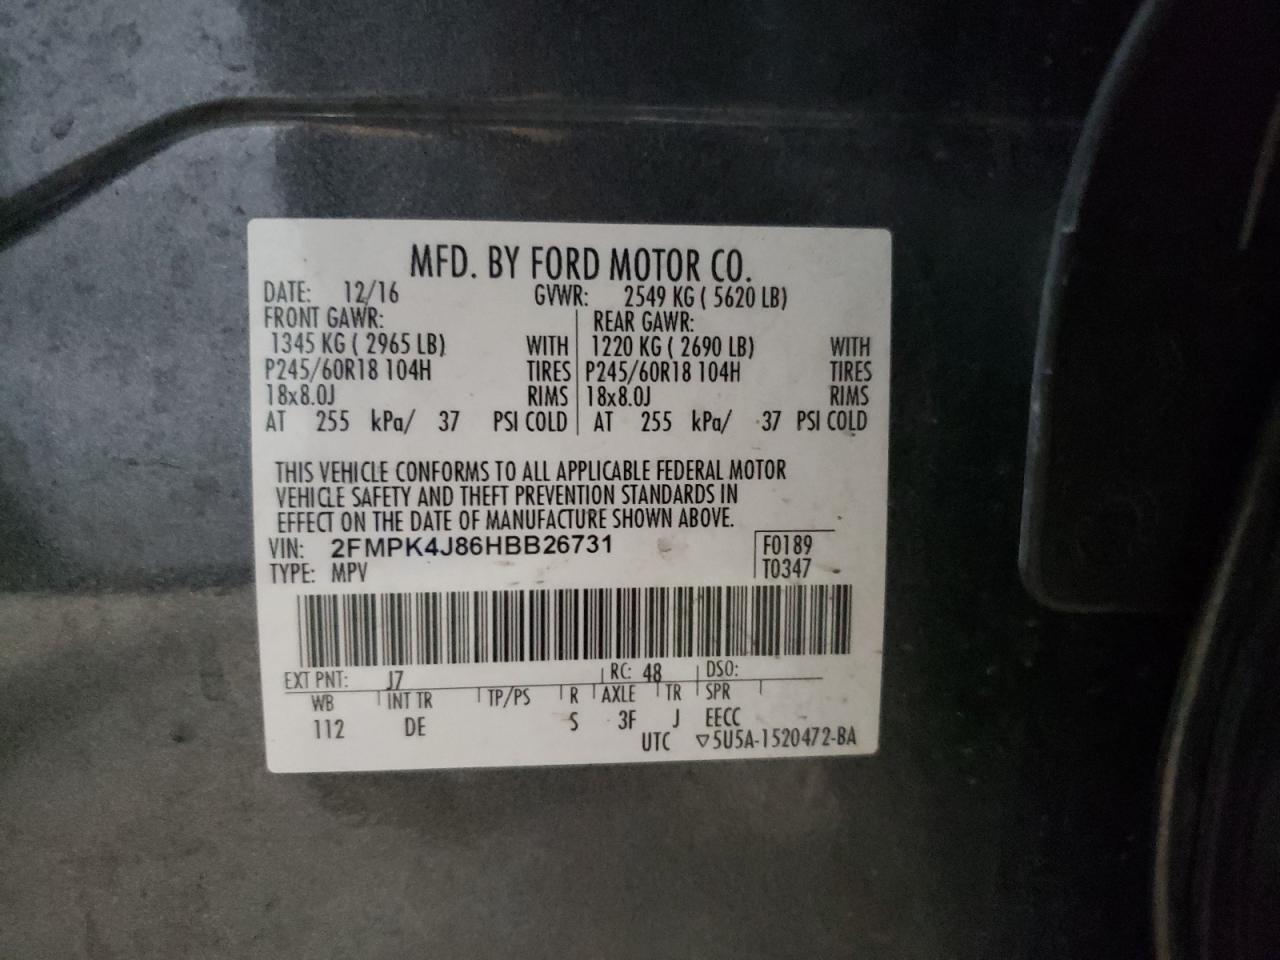 MFD. BY FORD MOTOR CO.
DATE: 12/16 GVWR: 2549 KG ( 5620 LB)
FRONT GAWR: REAR GAWR:
1345 KG ( 2965 LB) WITH 1220 KG ( 2690 LB) WITH
P245/60R18 104H TIRES P245/60R18 104H TIRES
18x8.0J RIMS 18x8.0J RIMS
AT 255 kPa/ 37 PSI COLD AT 255 kPa/ 37 PSI COLD
THIS VEHICLE CONFORMS TO ALL APPLICABLE FEDERAL MOTOR
VEHICLE SAFETY AND THEFT PREVENTION STANDARDS IN
EFFECT ON THE DATE OF MANUFACTURE SHOWN ABOVE.
VIN: 2FMPK4J86HBB26731 F0189
TYPE: MPV T0347
EXT PNT: J7 RC: 48 DSO:
WB INT TR TP/PS R AXLE TR SPR
112 DE S 3F J EECC
UTC ▽5U5A-1520472-BA